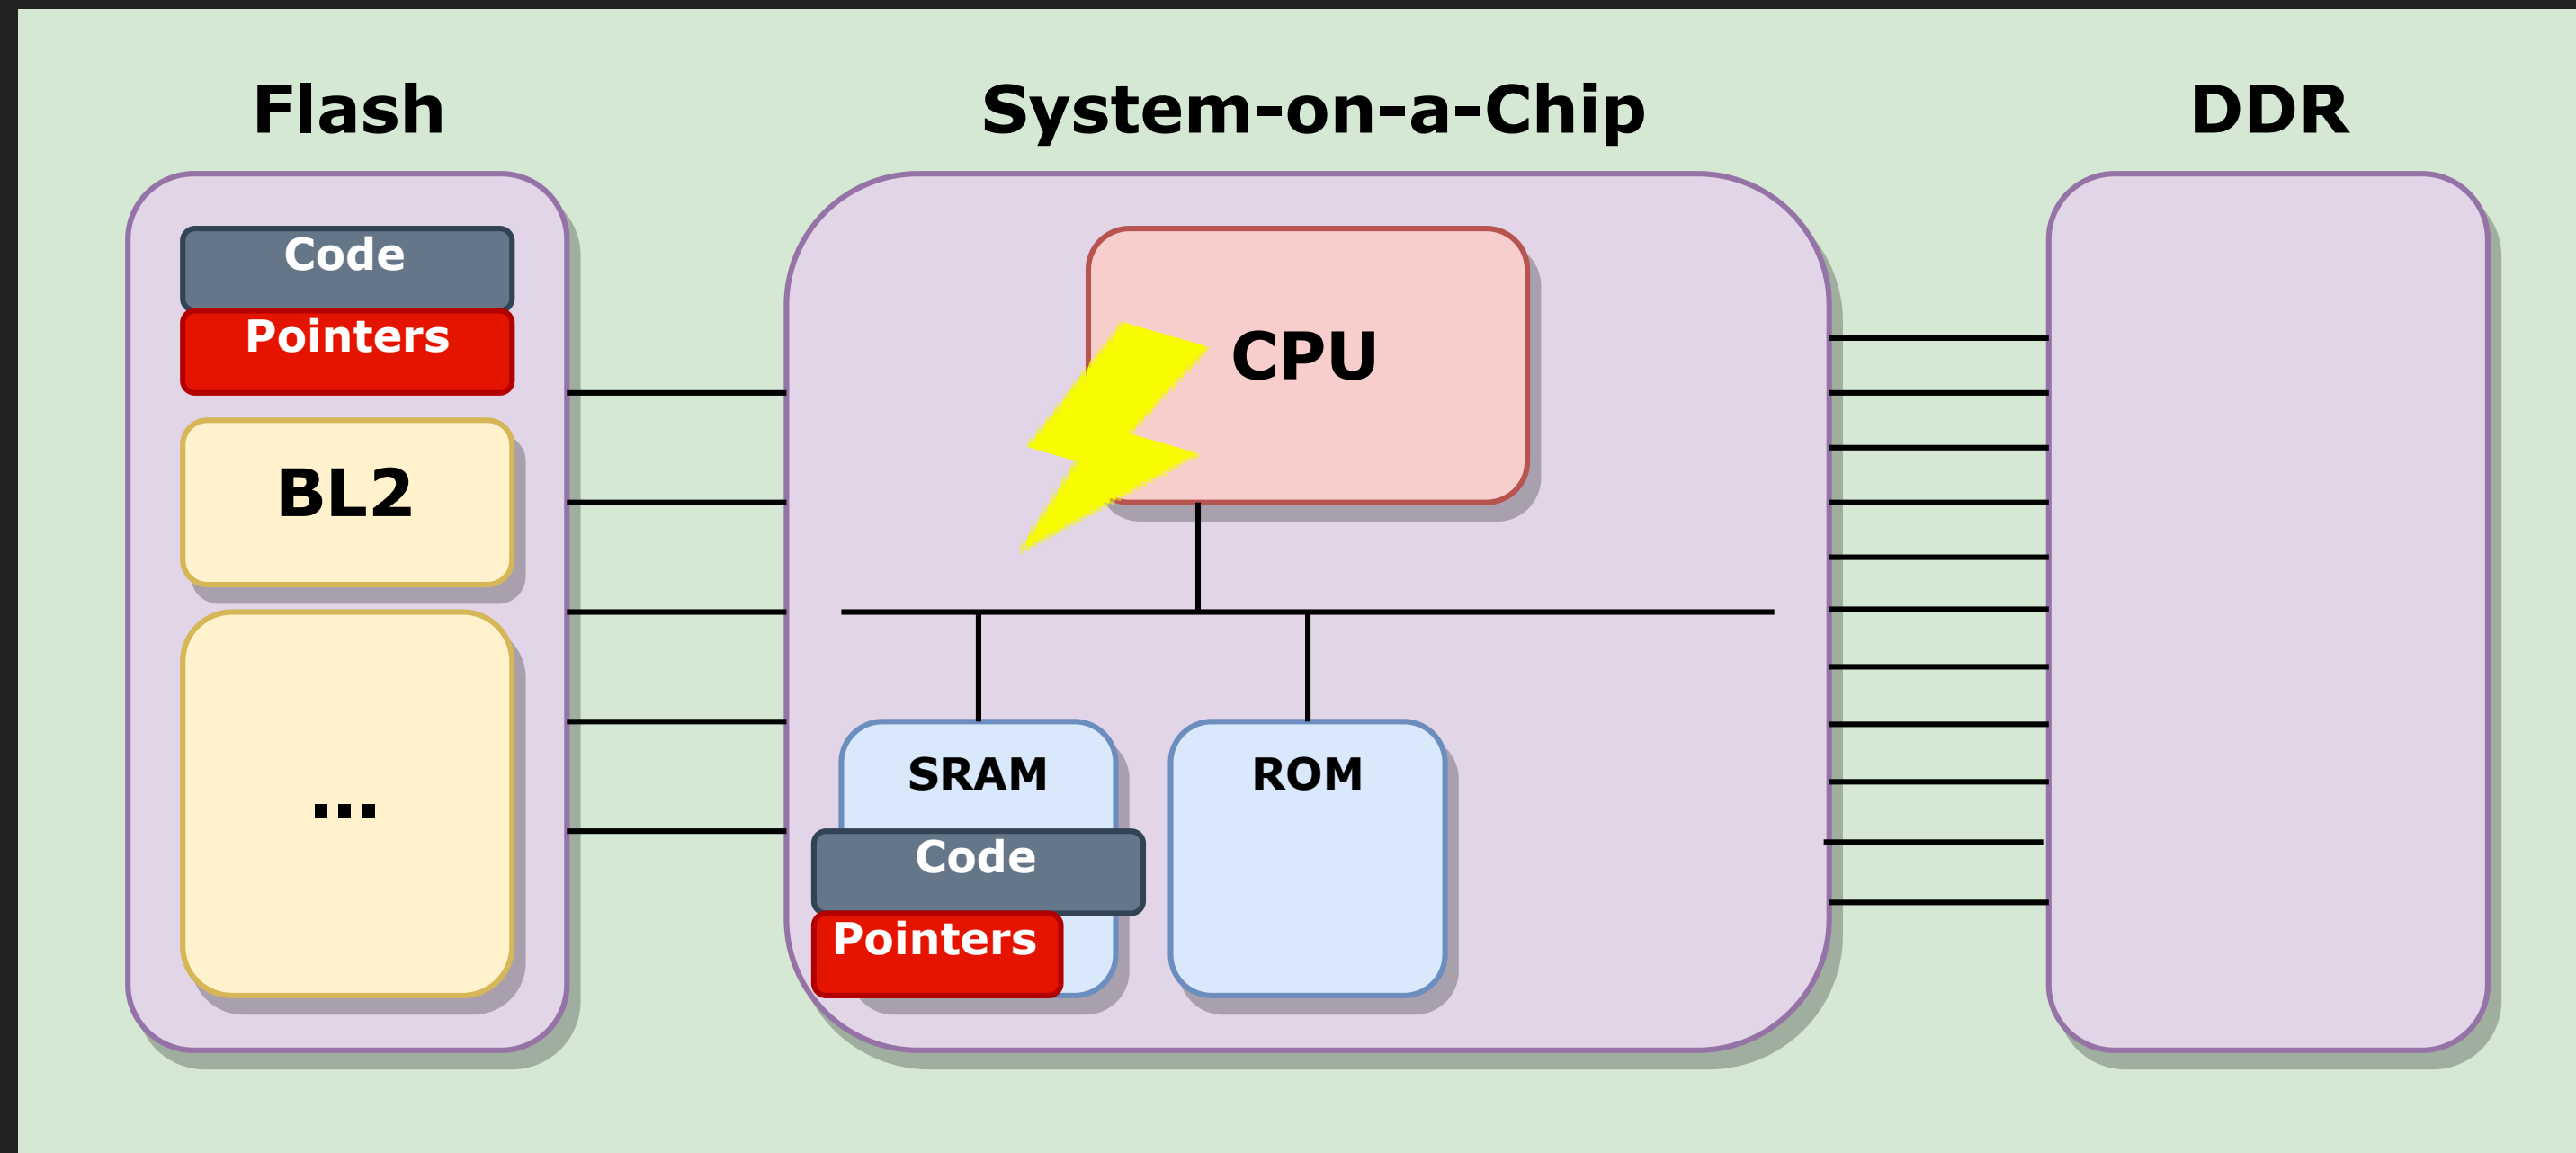 Flash
System-on-a-Chip
DDR
Code
Pointers
BL2
...
CPU
SRAM
ROM
Code
Pointers